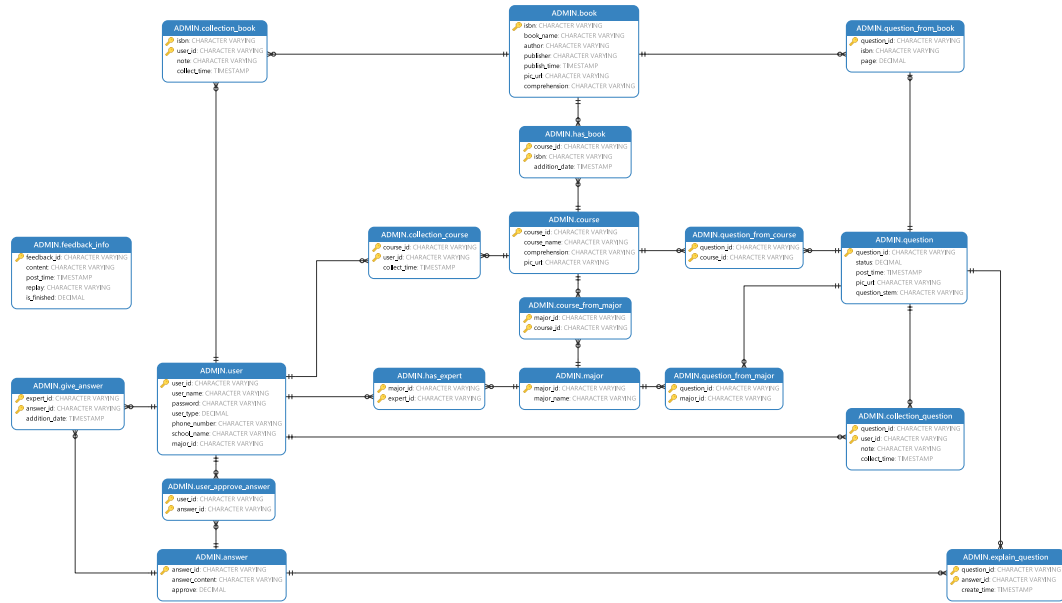 ADMIN.collection_book
isbn: CHARACTER VARYING
user_id: CHARACTER VARYING
note: CHARACTER VARYING
collect_time: TIMESTAMP
ADMIN.book
isbn: CHARACTER VARYING
book_name: CHARACTER VARYING
author: CHARACTER VARYING
publisher: CHARACTER VARYING
publish_time: TIMESTAMP
pic_url: CHARACTER VARYING
comprehension: CHARACTER VARYING
ADMIN.question_from_book
question_id: CHARACTER VARYING
isbn: CHARACTER VARYING
page: DECIMAL
ADMIN.has_book
course_id: CHARACTER VARYING
isbn: CHARACTER VARYING
addition_date: TIMESTAMP
ADMIN.feedback_info
feedback_id: CHARACTER VARYING
content: CHARACTER VARYING
post_time: TIMESTAMP
replay: CHARACTER VARYING
is_finished: DECIMAL
ADMIN.collection_course
course_id: CHARACTER VARYING
user_id: CHARACTER VARYING
collect_time: TIMESTAMP
ADMIN.course
course_id: CHARACTER VARYING
course_name: CHARACTER VARYING
comprehension: CHARACTER VARYING
pic_url: CHARACTER VARYING
ADMIN.question_from_course
question_id: CHARACTER VARYING
course_id: CHARACTER VARYING
ADMIN.question
question_id: CHARACTER VARYING
status: DECIMAL
post_time: TIMESTAMP
pic_url: CHARACTER VARYING
question_stem: CHARACTER VARYING
ADMIN.course_from_major
major_id: CHARACTER VARYING
course_id: CHARACTER VARYING
ADMIN.give_answer
expert_id: CHARACTER VARYING
answer_id: CHARACTER VARYING
addition_date: TIMESTAMP
ADMIN.user
user_id: CHARACTER VARYING
user_name: CHARACTER VARYING
password: CHARACTER VARYING
user_type: DECIMAL
phone_number: CHARACTER VARYING
school_name: CHARACTER VARYING
major_id: CHARACTER VARYING
ADMIN.has_expert
major_id: CHARACTER VARYING
expert_id: CHARACTER VARYING
ADMIN.major
major_id: CHARACTER VARYING
major_name: CHARACTER VARYING
ADMIN.question_from_major
question_id: CHARACTER VARYING
major_id: CHARACTER VARYING
ADMIN.collection_question
question_id: CHARACTER VARYING
user_id: CHARACTER VARYING
note: CHARACTER VARYING
collect_time: TIMESTAMP
ADMIN.user_approve_answer
user_id: CHARACTER VARYING
answer_id: CHARACTER VARYING
ADMIN.answer
answer_id: CHARACTER VARYING
answer_content: CHARACTER VARYING
approve: DECIMAL
ADMIN.explain_question
question_id: CHARACTER VARYING
answer_id: CHARACTER VARYING
create_time: TIMESTAMP